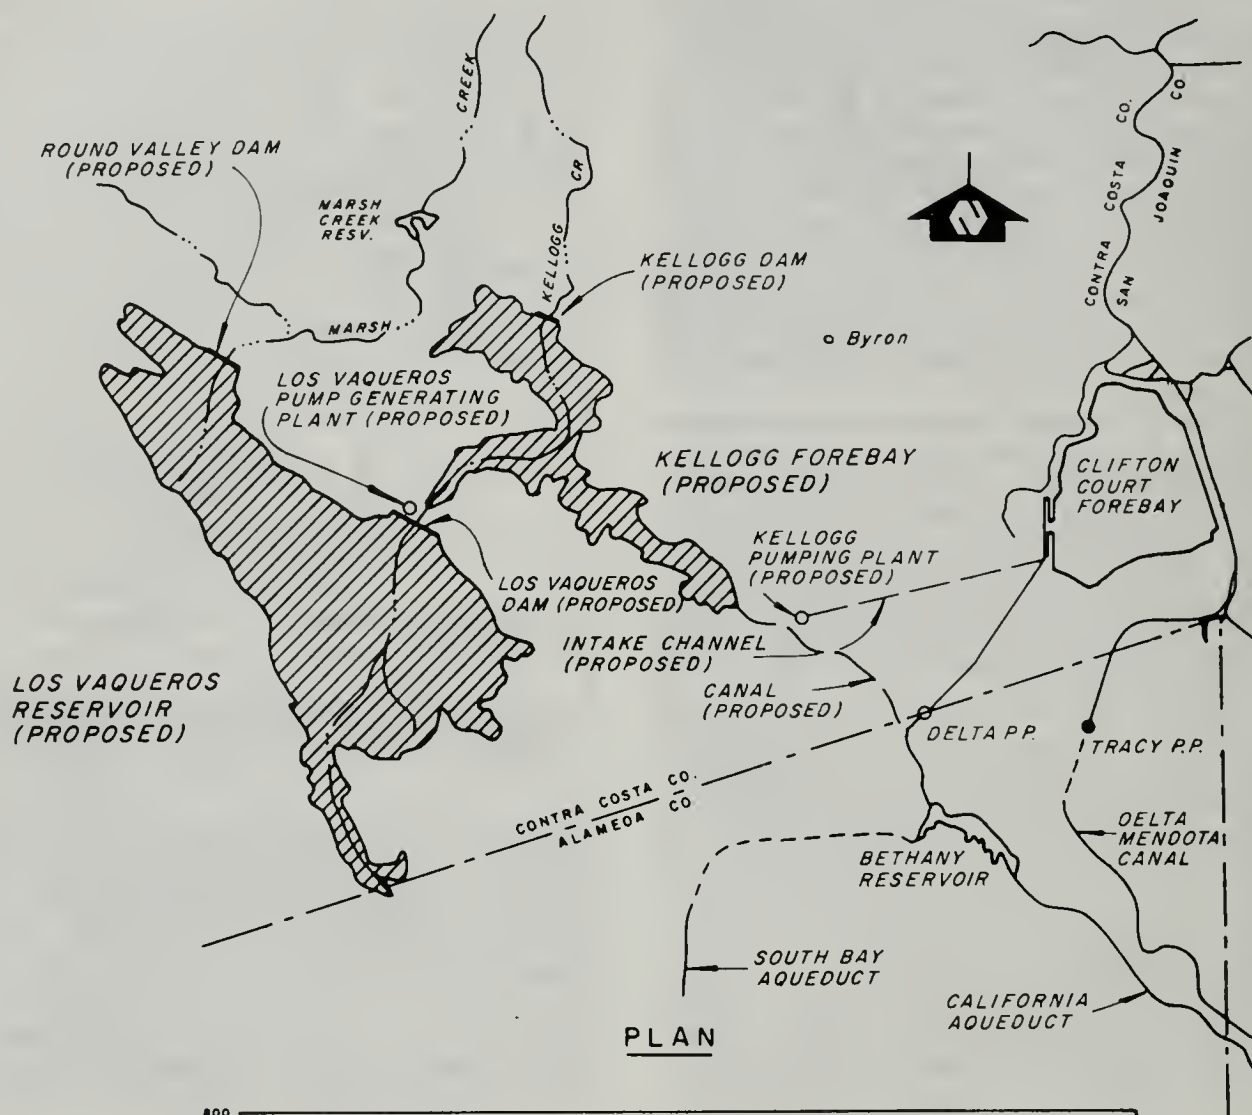 CREEK
CR
ROUND VALLEY DAM
(PROPOSED)
MARSH
CREEK
RESV.
KELLOGG
KELLOGG DAM
(PROPOSED)
CONTRA COSTA CO.
SAN JOAQUIN CO.
N
MARSH
Byron
LOS VAQUEROS
PUMP GENERATING
PLANT (PROPOSED)
KELLOGG FOREBAY
(PROPOSED)
CLIFTON
COURT
FOREBAY
KELLOGG
PUMPING PLANT
(PROPOSED)
LOS VAQUEROS
DAM (PROPOSED)
INTAKE CHANNEL
(PROPOSED)
LOS VAQUEROS
RESERVOIR
(PROPOSED)
CANAL
(PROPOSED)
DELTA P.P.
TRACY P.P.
CONTRA COSTA CO.
ALAMEDA CO.
DELTA
MENDOTA
CANAL
BETHANY
RESERVOIR
SOUTH BAY
AQUEDUCT
CALIFORNIA
AQUEDUCT
PLAN
800